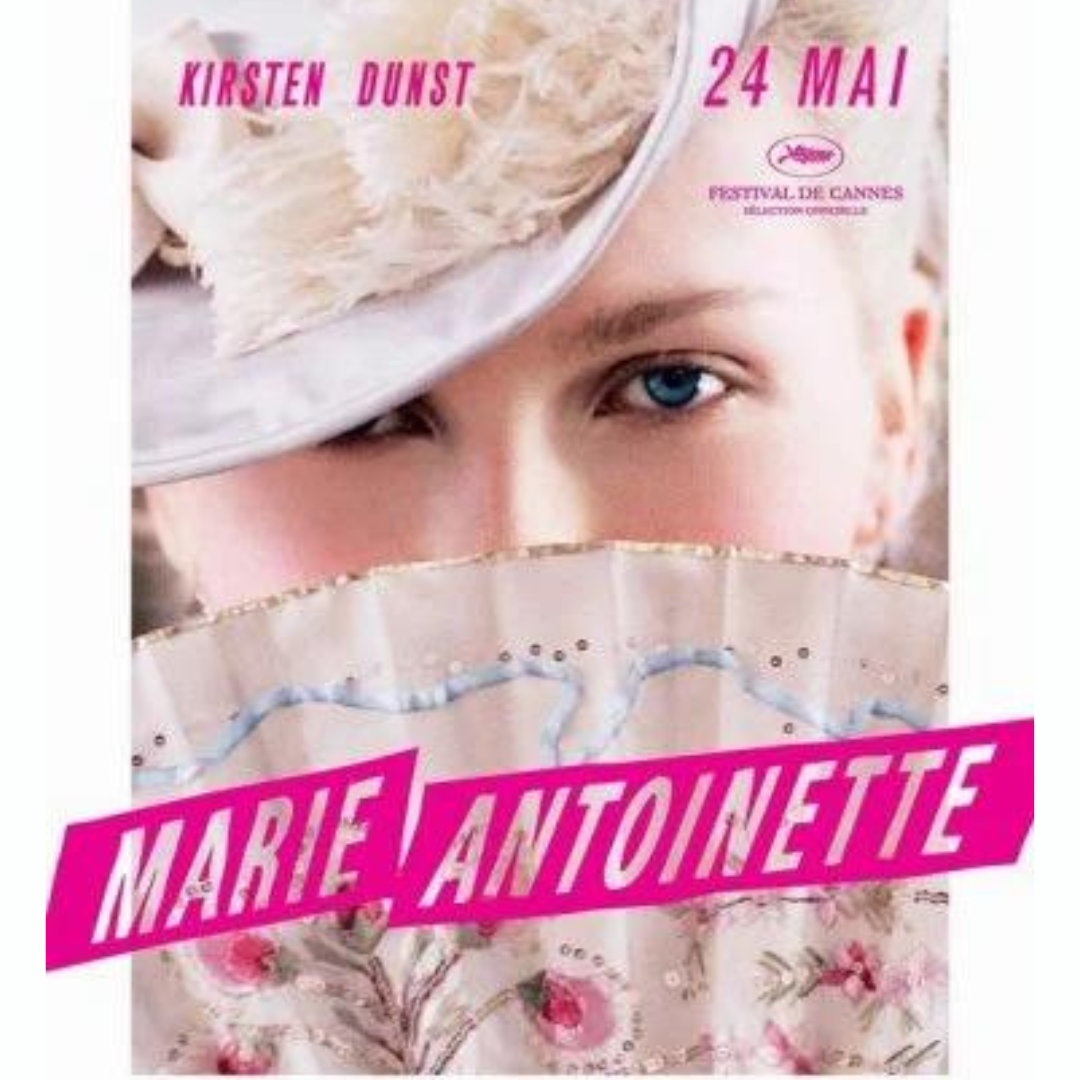 KIRSTEN DUNST
24 MAI
FESTIVAL DE CANNES
SÉLECTION OFFICIELLE
MARIE ANTOINETTE